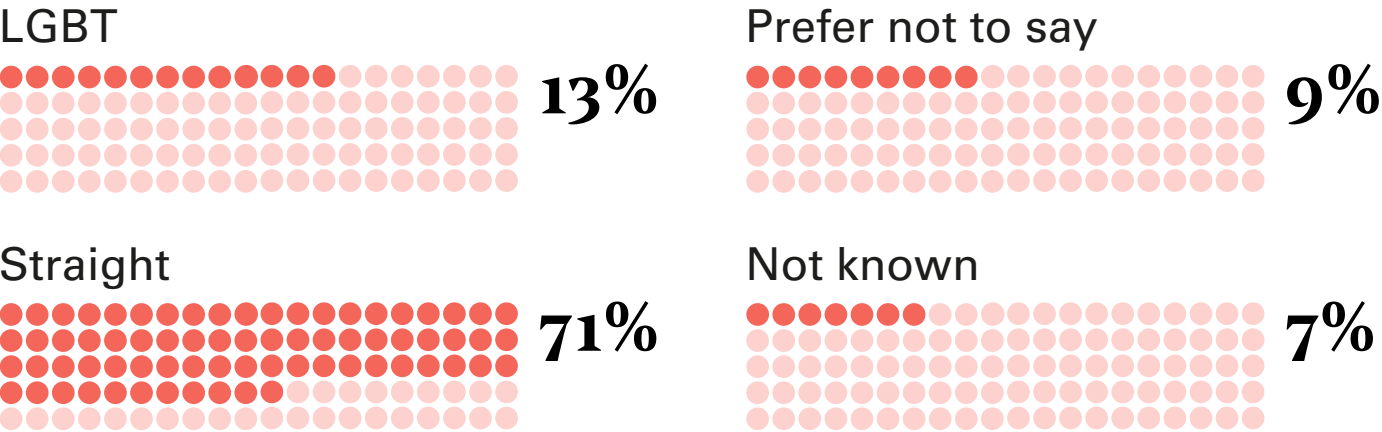 LGBT
13%
Prefer not to say
9%
Straight
71%
Not known
7%